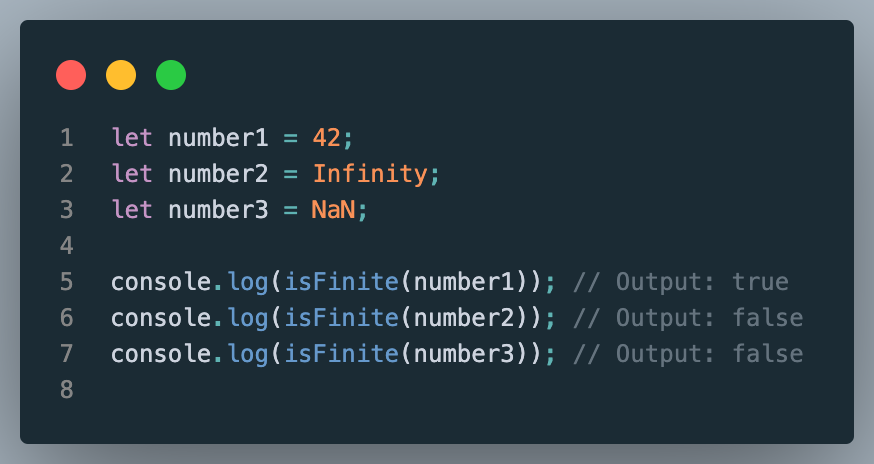 1 let number1 = 42;
2 let number2 = Infinity;
3 let number3 = NaN;
4
5 console.log(isFinite(number1)); // Output: true
6 console.log(isFinite(number2)); // Output: false
7 console.log(isFinite(number3)); // Output: false
8